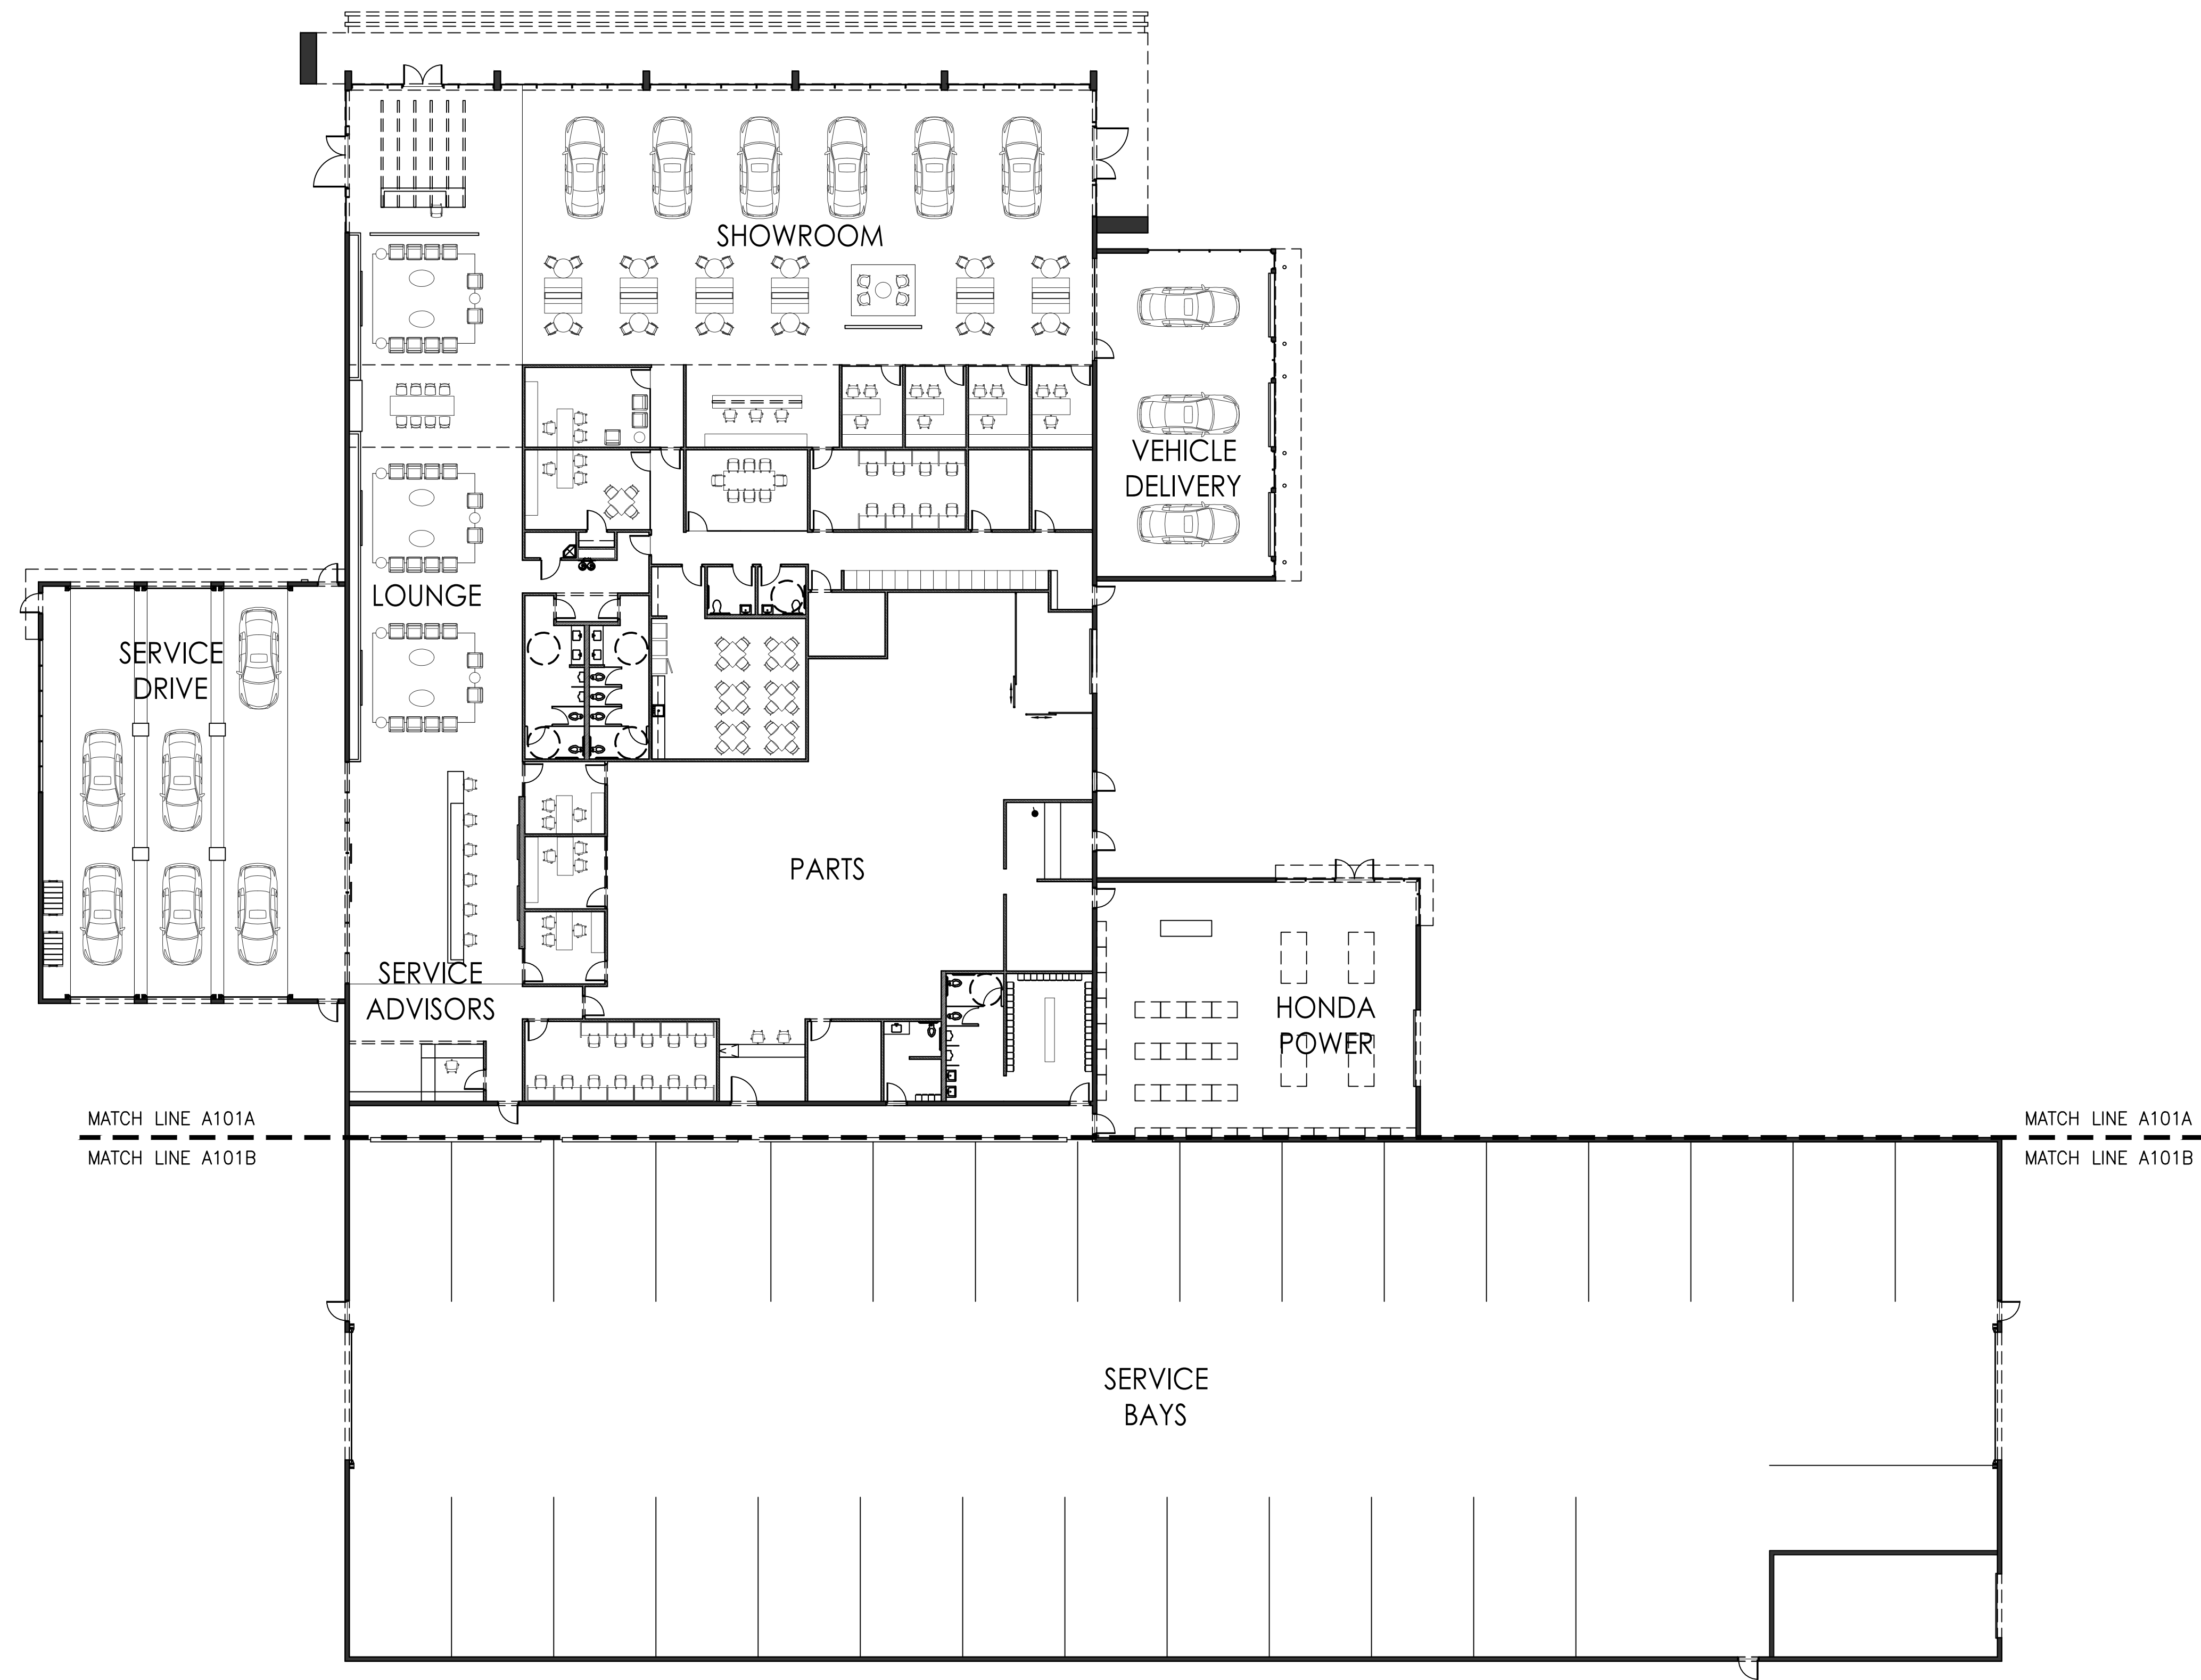 SHOWROOM
VEHICLE
DELIVERY
LOUNGE
SERVICE
DRIVE
PARTS
SERVICE
ADVISORS
HONDA
POWER
MATCH LINE A101A
MATCH LINE A101A
MATCH LINE A101B
MATCH LINE A101B
SERVICE
BAYS